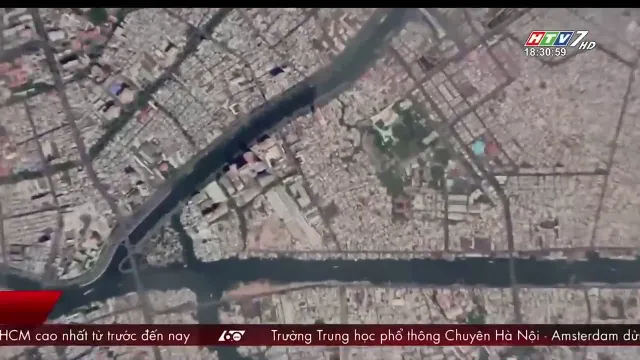 HTV7 HD
18:30:59
HCM cao nhất từ trước đến nay 60 Trường Trung học phổ thông Chuyên Hà Nội - Amsterdam dừ